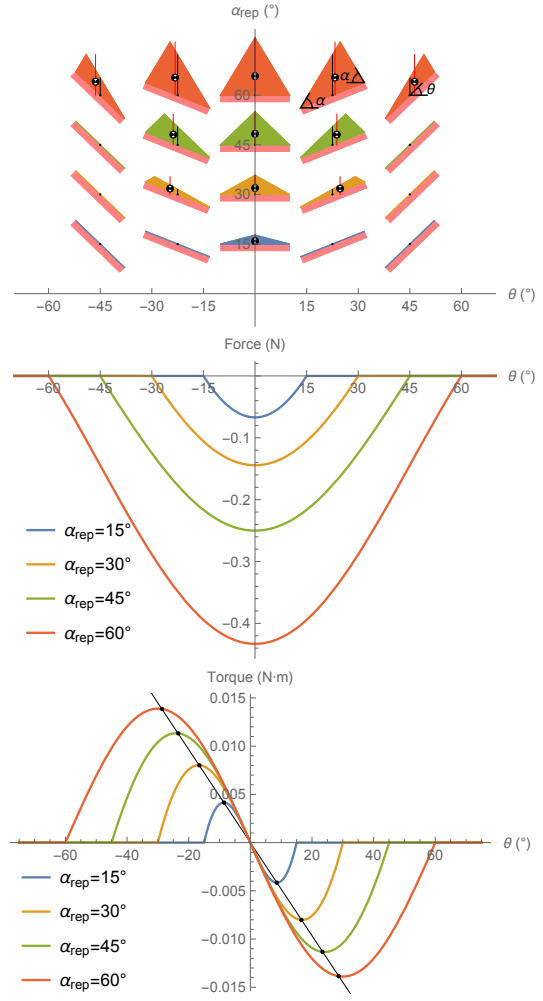 α_rep (°)
α
α
θ
60
45
30
15
−60 −45 −30 −15 15 30 45 60 θ (°)
Force (N)
−60 −45 −30 −15 15 30 45 60 θ (°)
−0.1
−0.2
−0.3
−0.4
α_rep=15°
α_rep=30°
α_rep=45°
α_rep=60°
Torque (N·m)
0.015
0.010
0.005
−60 −40 −20 20 40 60 θ (°)
−0.005
−0.010
−0.015
α_rep=15°
α_rep=30°
α_rep=45°
α_rep=60°